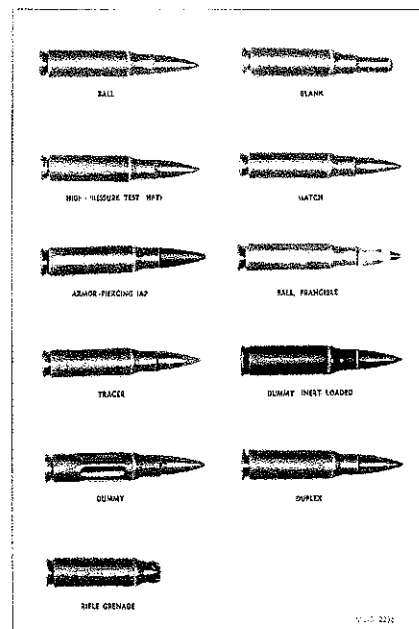 BALL
BLANK
HIGH-PRESSURE TEST (HPT)
MATCH
ARMOR-PIERCING (AP)
BALL, FRANGIBLE
TRACER
DUMMY INERT LOADED
DUMMY
DUPLEX
RIFLE GRENADE